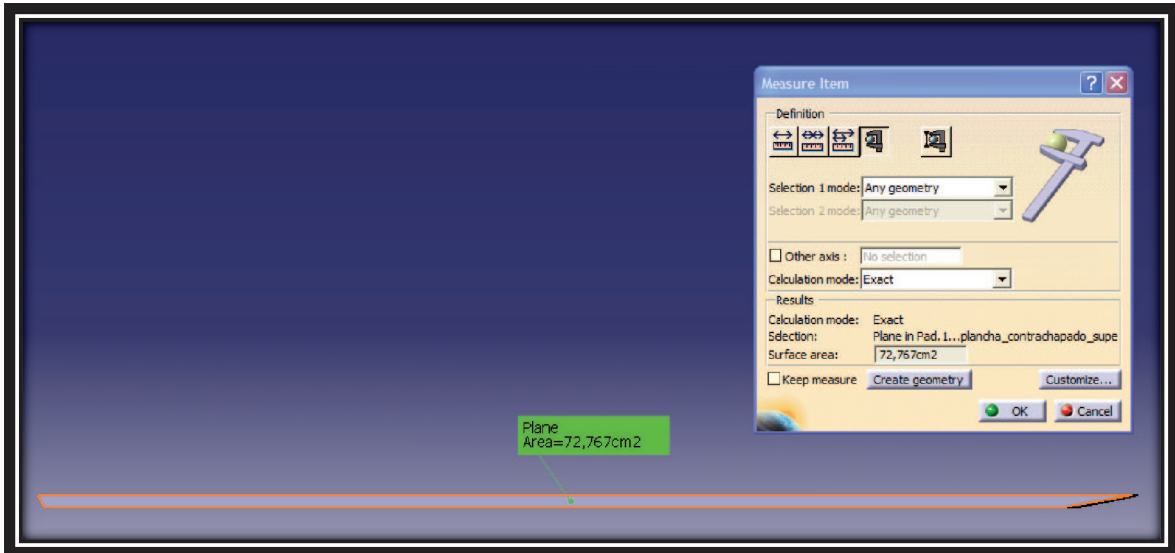 Measure Item
Definition
Selection 1 mode: Any geometry
Selection 2 mode: Any geometry
Other axis : No selection
Calculation mode: Exact
Results
Calculation mode: Exact
Selection: Plane in Pad.1...plancha_contrachapado_supe
Surface area: 72,767cm2
Keep measure Create geometry Customize...
OK Cancel
Plane
Area=72,767cm2